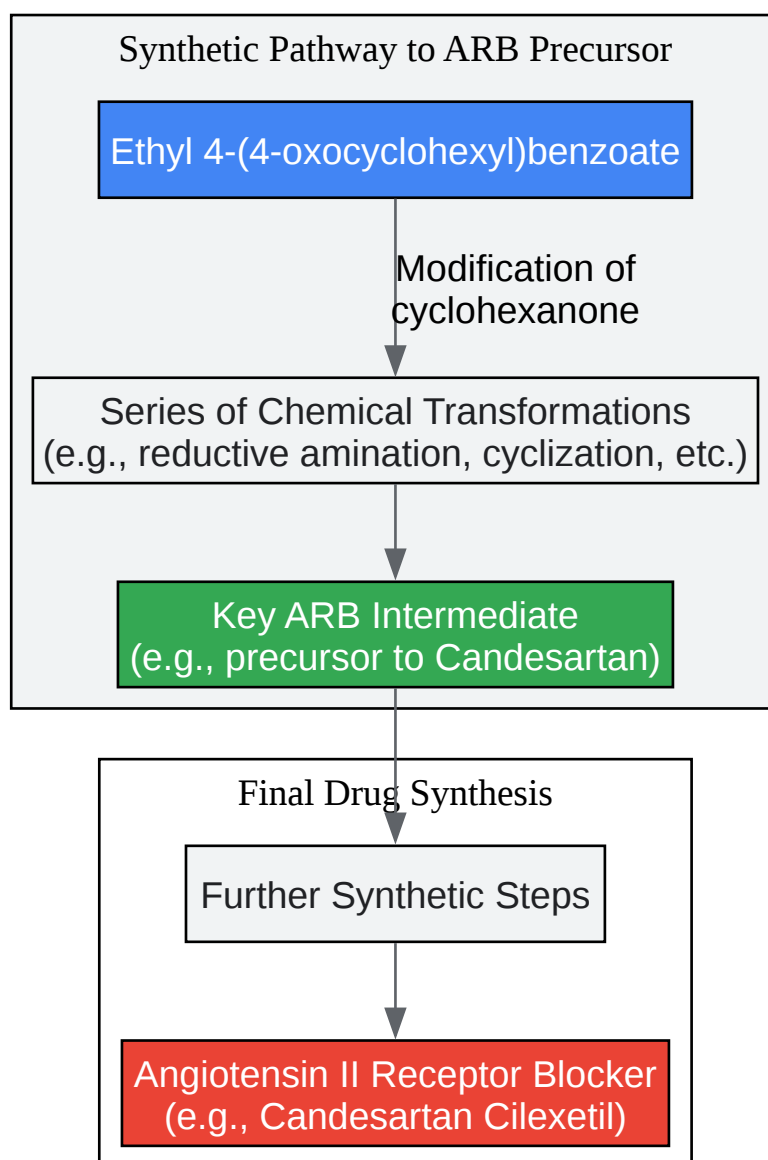 Synthetic Pathway to ARB Precursor
Ethyl 4-(4-oxocyclohexyl)benzoate
Modification of
cyclohexanone
Series of Chemical Transformations
(e.g., reductive amination, cyclization, etc.)
Key ARB Intermediate
(e.g., precursor to Candesartan)
Final Drug Synthesis
Further Synthetic Steps
Angiotensin II Receptor Blocker
(e.g., Candesartan Cilexetil)